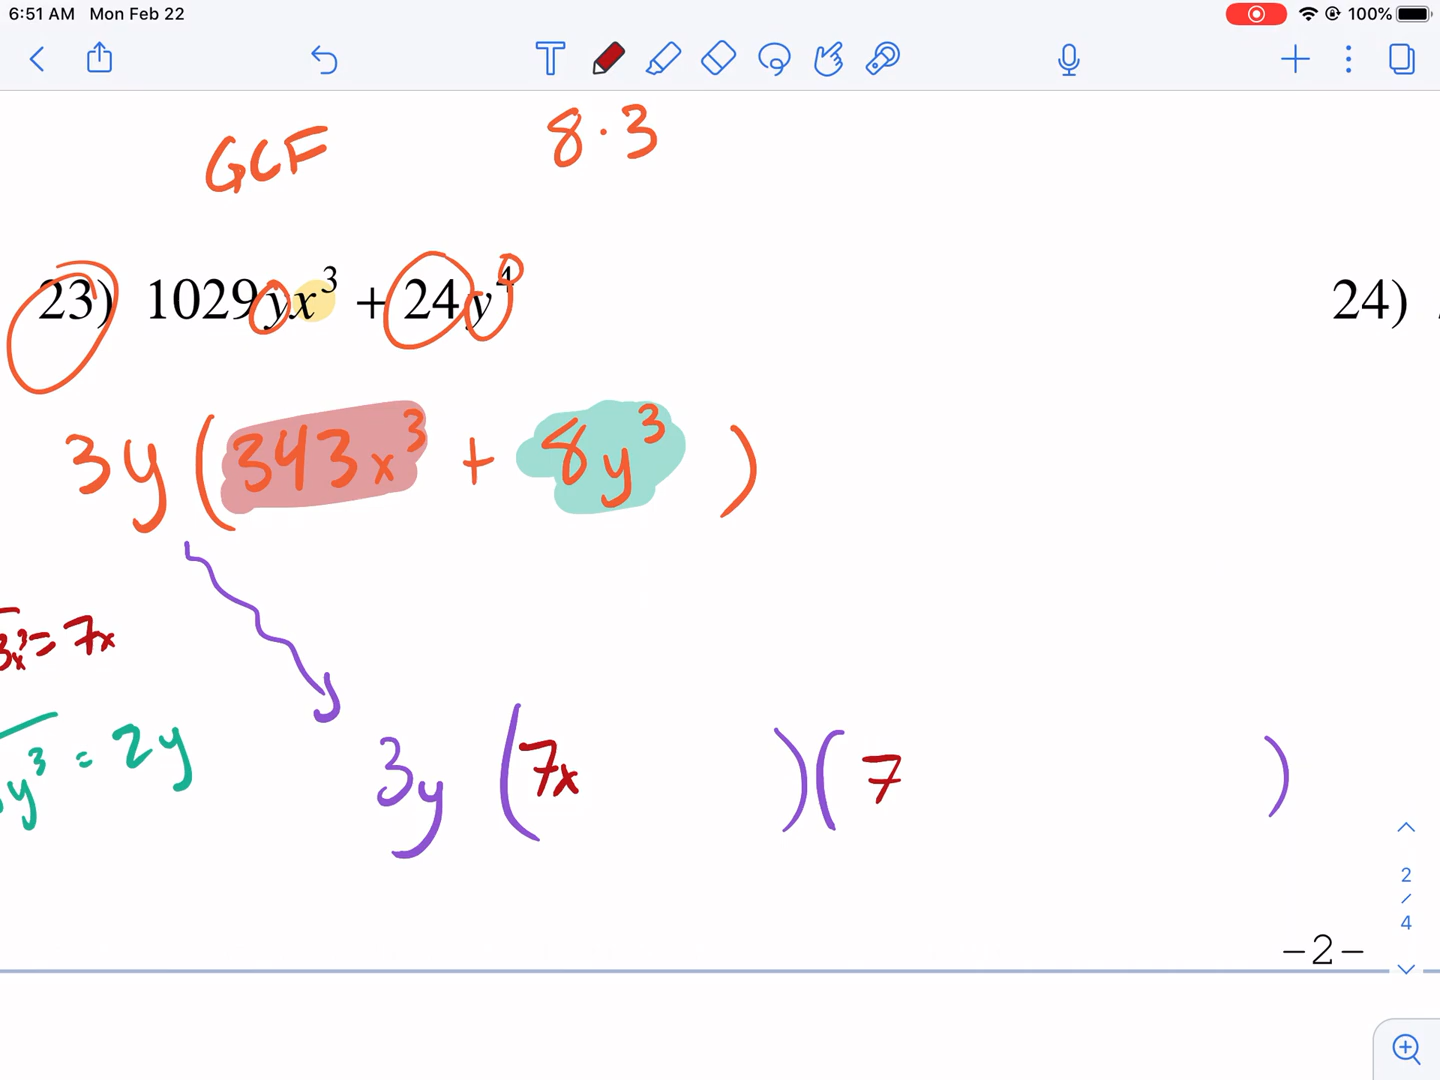 6:51 AM Mon Feb 22 100%
T
GCF 8·3
23) 1029yx³ + 24y⁴ 24)
3y(343x³ + 8y³ )
3x³ = 7x
y³ = 2y
3y (7x )(7 )
2
/
4
-2-